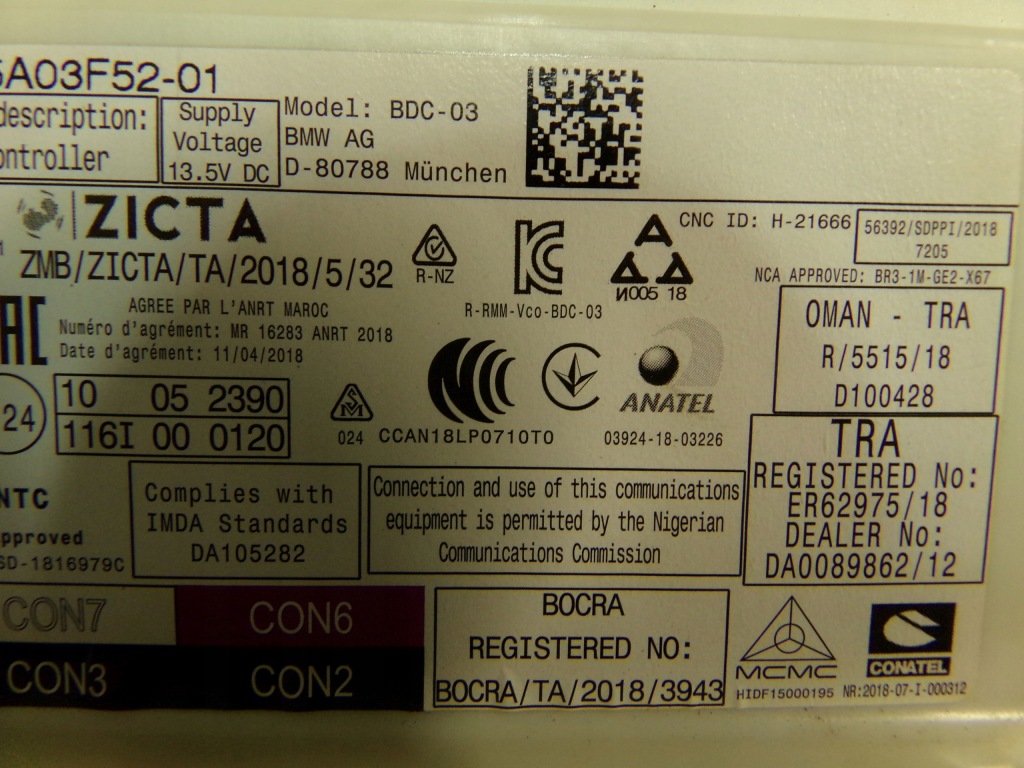 5A03F52-01
description:
ontroller
Supply
Voltage
13.5V DC
Model: BDC-03
BMW AG
D-80788 München
ZICTA
ZMB/ZICTA/TA/2018/5/32
R-NZ
R-RMM-Vco-BDC-03
И005 18
CNC ID: H-21666
56392/SDPPI/2018
7205
NCA APPROVED: BR3-1M-GE2-X67
AGREE PAR L'ANRT MAROC
Numéro d'agrément: MR 16283 ANRT 2018
Date d'agrément: 11/04/2018
OMAN - TRA
R/5515/18
D100428
24
10 05 2390
116I 00 0120
024
CCAN18LP0710T0
ANATEL
03924-18-03226
TRA
REGISTERED No:
ER62975/18
DEALER No:
DA0089862/12
NTC
pproved
SD-1816979C
Complies with
IMDA Standards
DA105282
Connection and use of this communications
equipment is permitted by the Nigerian
Communications Commission
CON7
CON6
CON3
CON2
BOCRA
REGISTERED NO:
BOCRA/TA/2018/3943
MCMC
HIDF15000195
CONATEL
NR:2018-07-I-000312